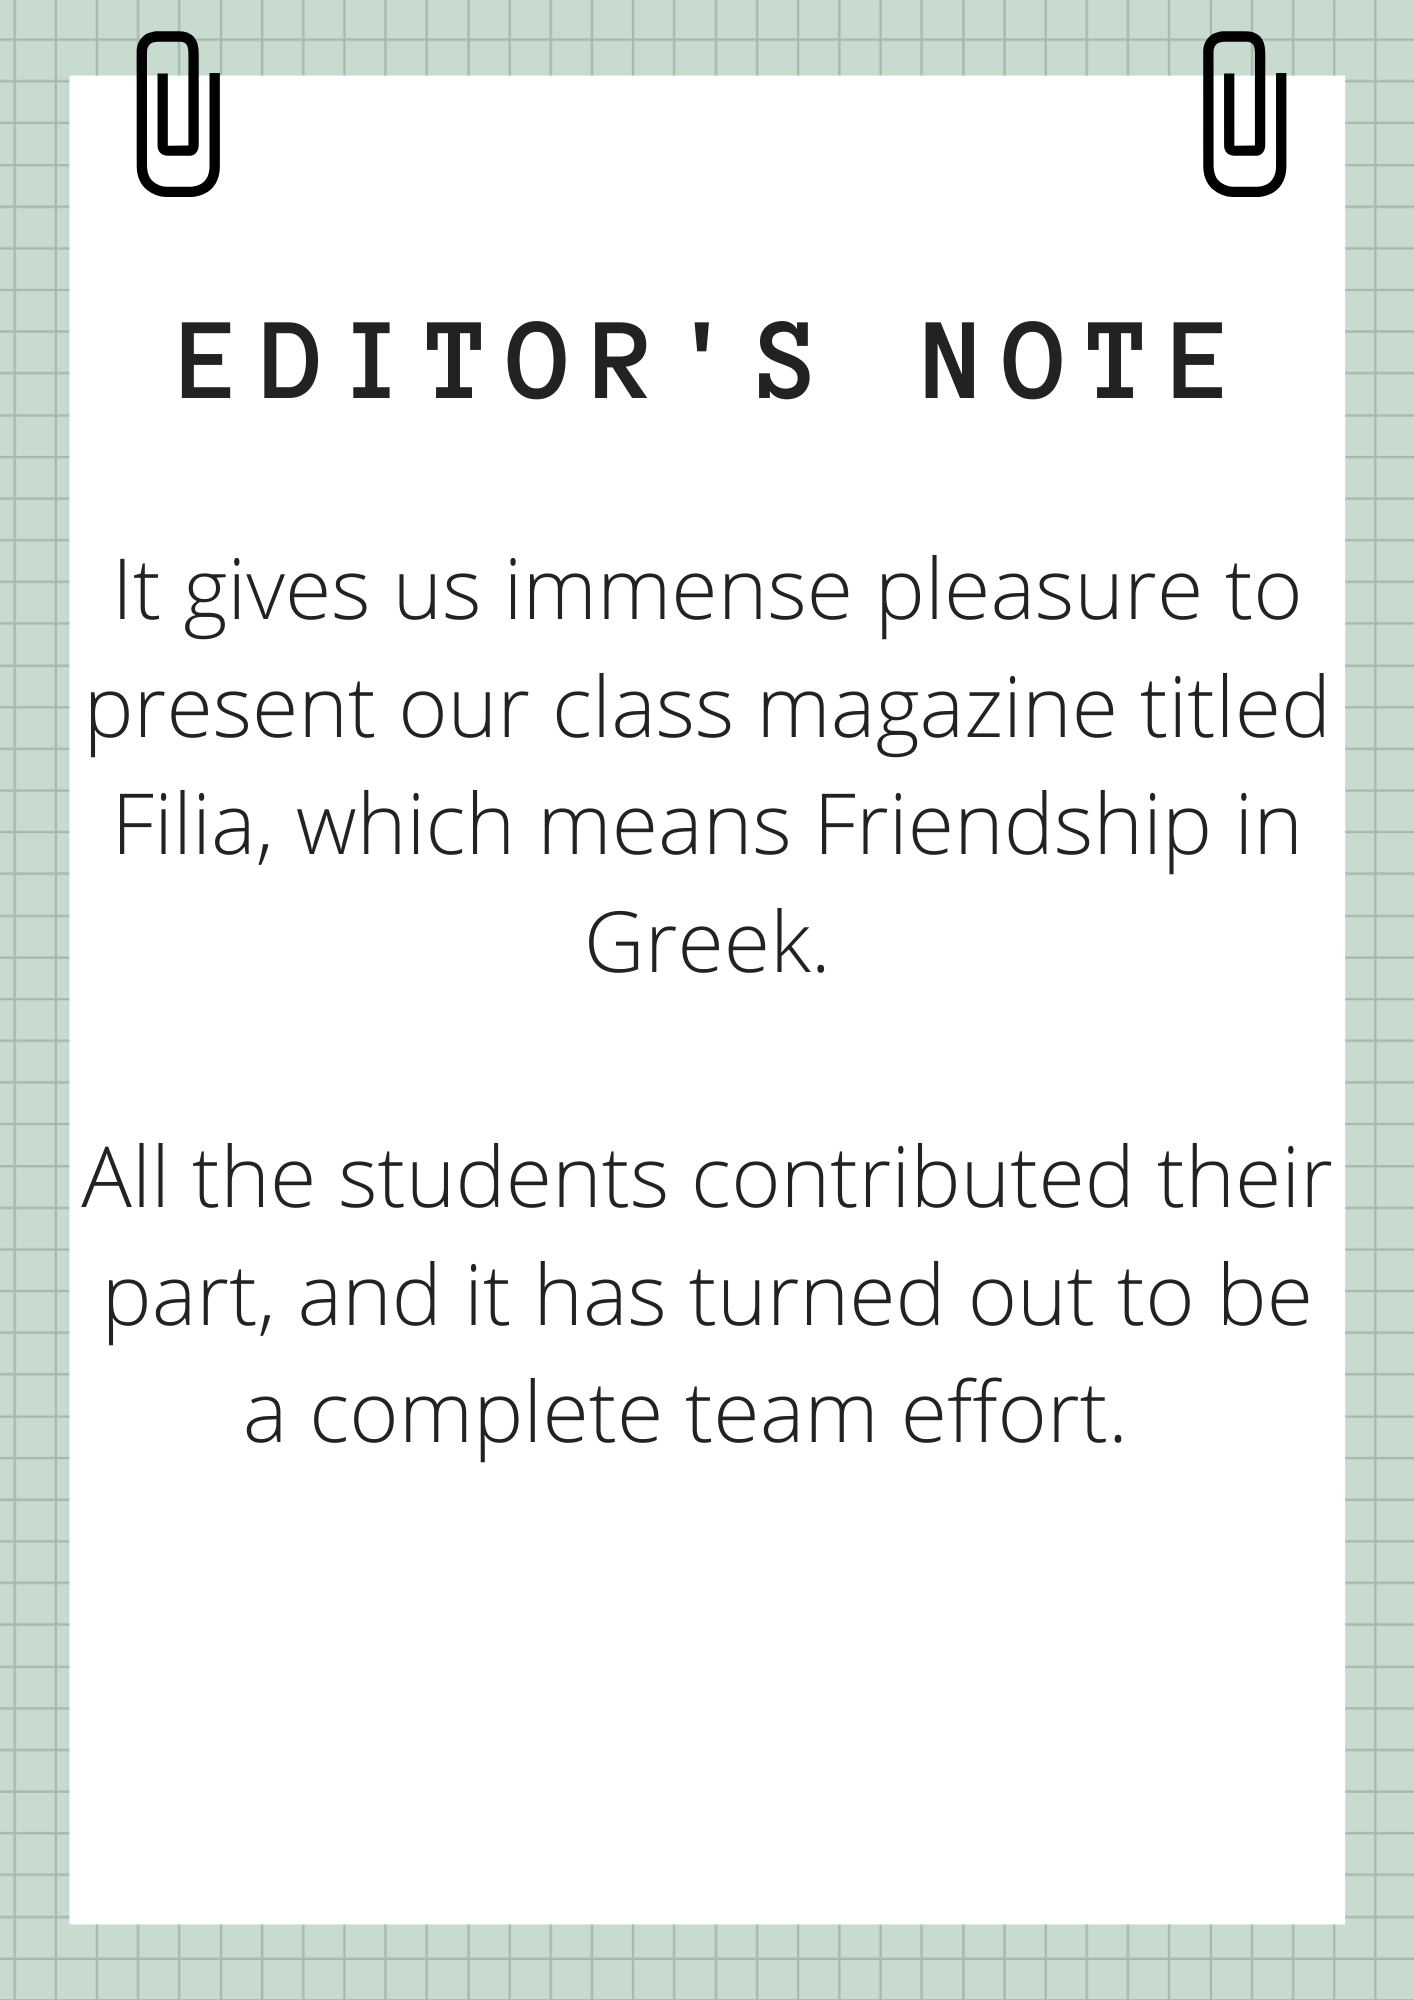 EDITOR'S NOTE
It gives us immense pleasure to
present our class magazine titled
Filia, which means Friendship in
Greek.
All the students contributed their
part, and it has turned out to be
a complete team effort.